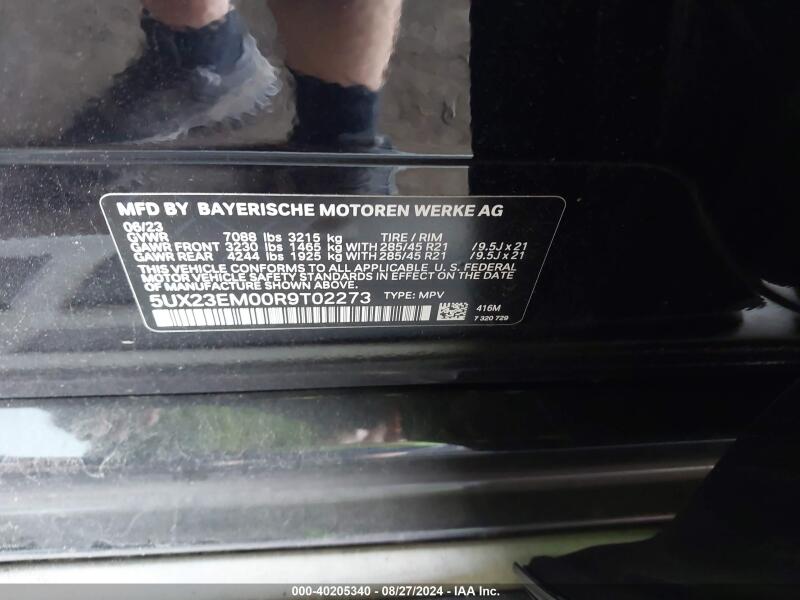 MFD BY BAYERISCHE MOTOREN WERKE AG
06/23
GVWR 7088 lbs 3215 kg TIRE / RIM
GAWR FRONT 3230 lbs 1465 kg WITH 285/45 R21 /9.5J x 21
GAWR REAR 4244 lbs 1925 kg WITH 285/45 R21 /9.5J x 21
THIS VEHICLE CONFORMS TO ALL APPLICABLE U. S. FEDERAL
MOTOR VEHICLE SAFETY STANDARDS IN EFFECT ON THE DATE
OF MANUFACTURE SHOWN ABOVE.
5UX23EM00R9T02273 TYPE: MPV
416M
7 320 729
000-40205340 - 08/27/2024 - IAA Inc.